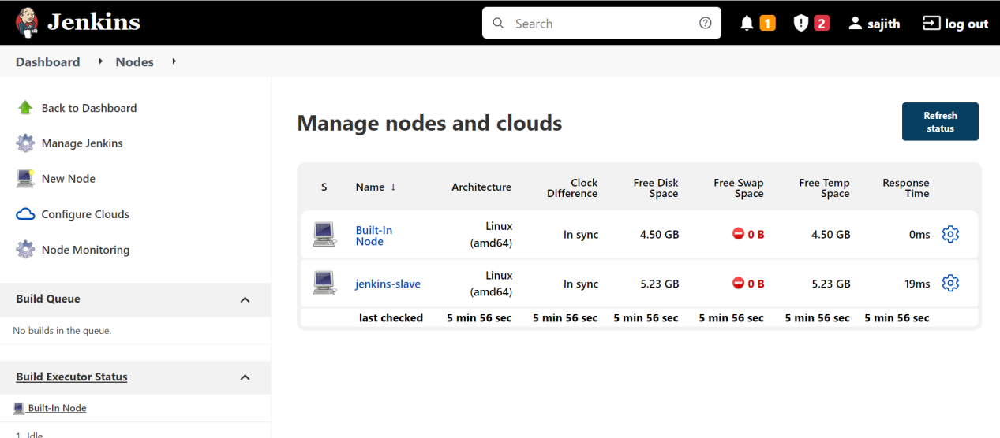 Jenkins
Search
1
2
sajith
log out
Dashboard
Nodes
Back to Dashboard
Manage Jenkins
New Node
Configure Clouds
Node Monitoring
Build Queue
No builds in the queue.
Build Executor Status
Built-In Node
1 Idle
Manage nodes and clouds
Refresh
status
S Name ↓ Architecture Clock Difference Free Disk Space Free Swap Space Free Temp Space Response Time
Built-In Node Linux (amd64) In sync 4.50 GB 0 B 4.50 GB 0ms
jenkins-slave Linux (amd64) In sync 5.23 GB 0 B 5.23 GB 19ms
last checked 5 min 56 sec 5 min 56 sec 5 min 56 sec 5 min 56 sec 5 min 56 sec 5 min 56 sec